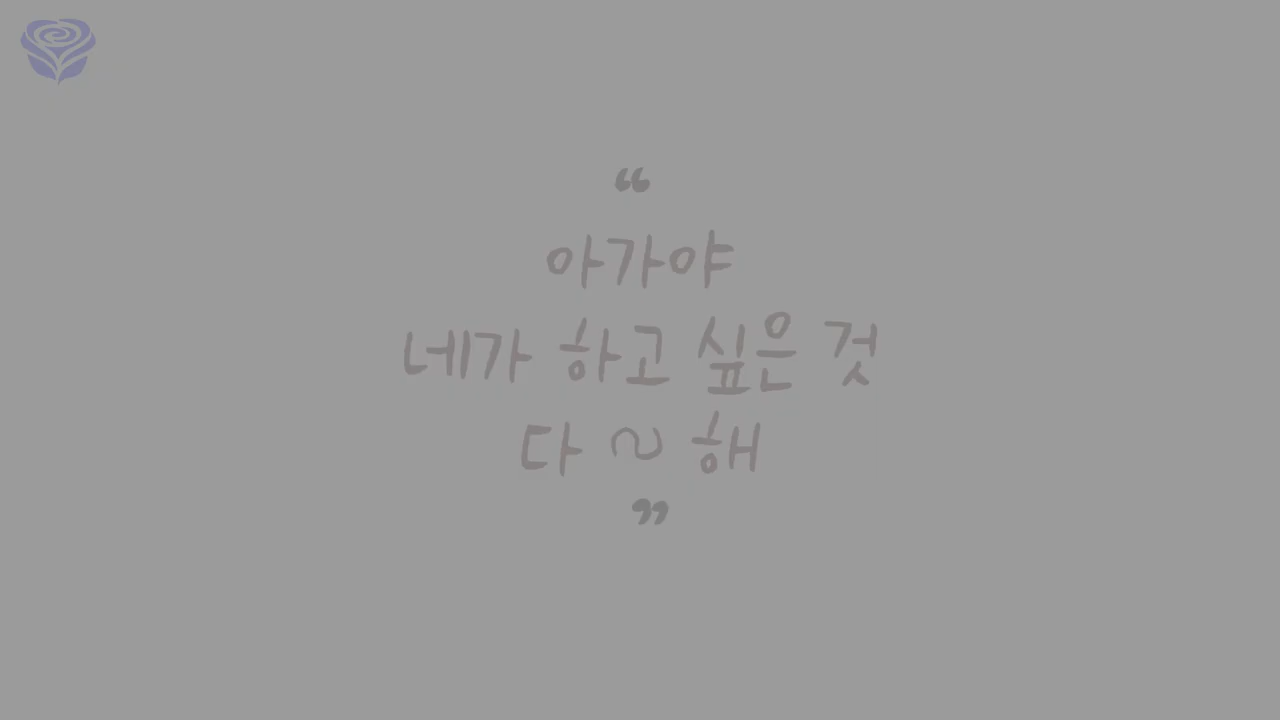 “
아가야
네가 하고 싶은 것
다 ~ 해
”